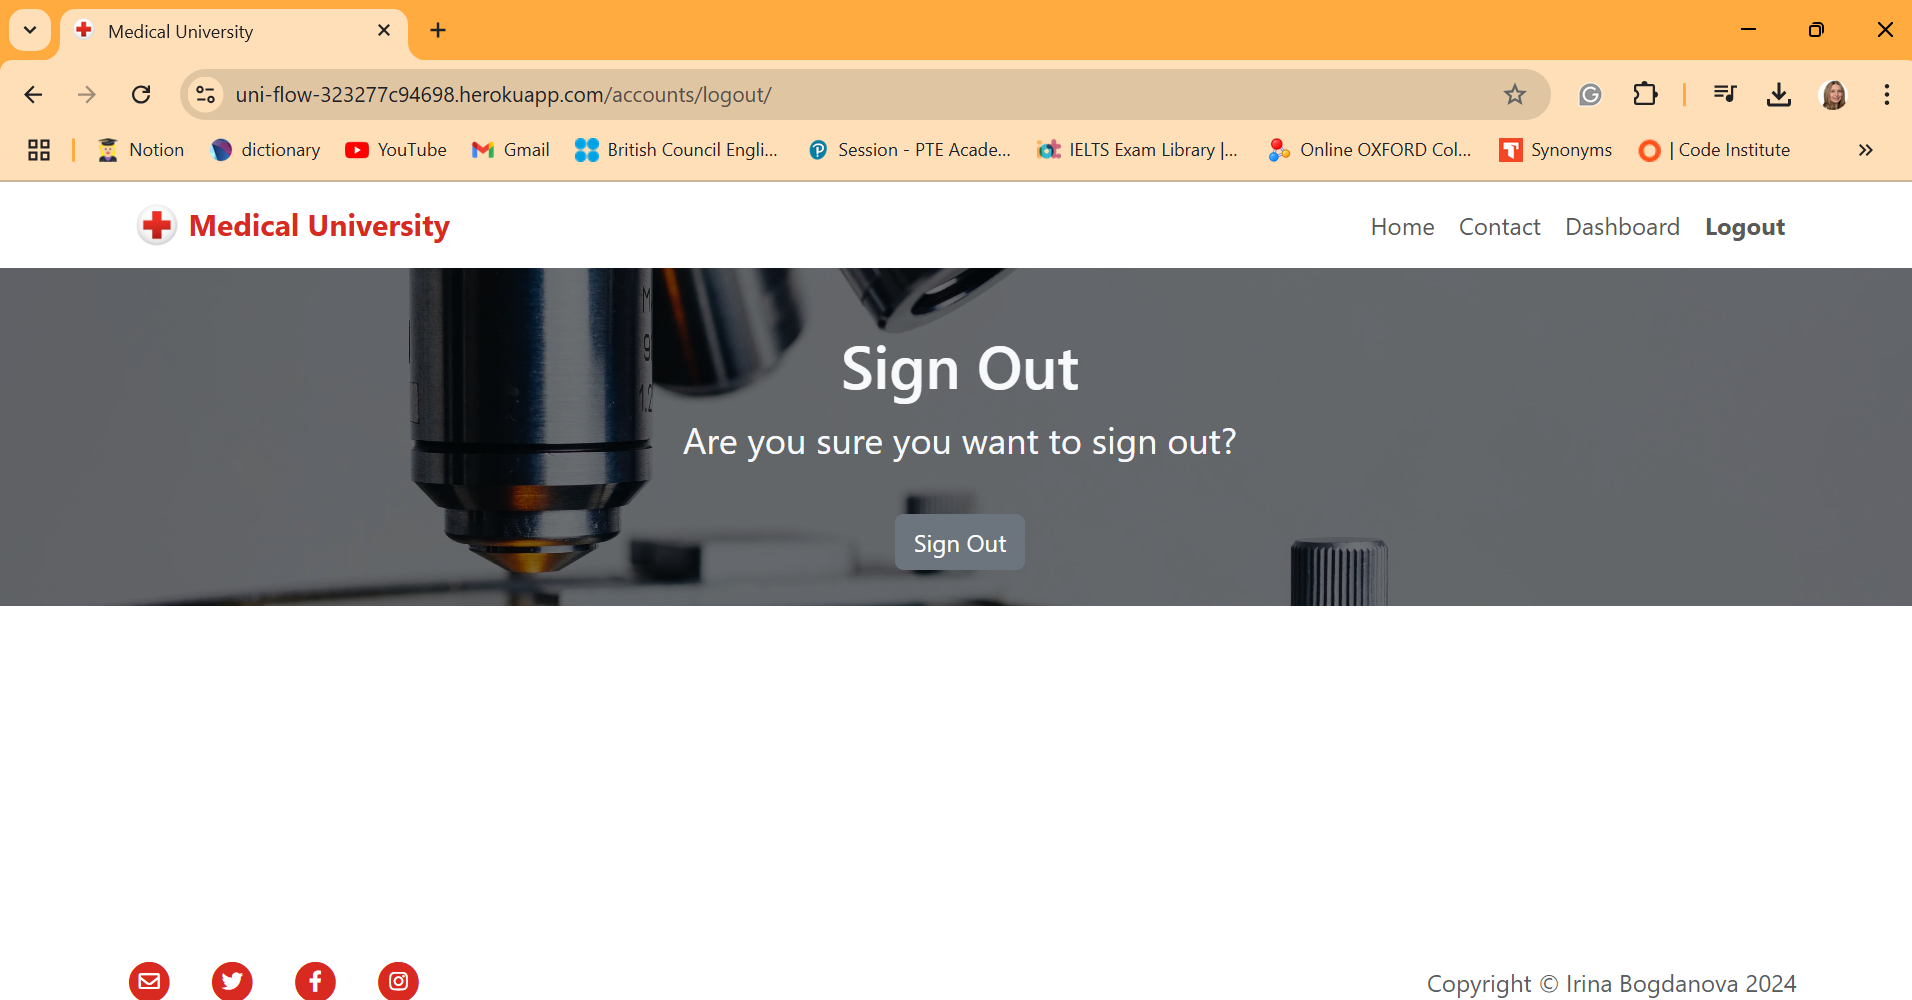 Medical University
uni-flow-323277c94698.herokuapp.com/accounts/logout/
Notion dictionary YouTube Gmail British Council Engli... Session - PTE Acade... IELTS Exam Library |... Online OXFORD Col... Synonyms | Code Institute
Medical University Home Contact Dashboard Logout
Sign Out
Are you sure you want to sign out?
Sign Out
Copyright © Irina Bogdanova 2024